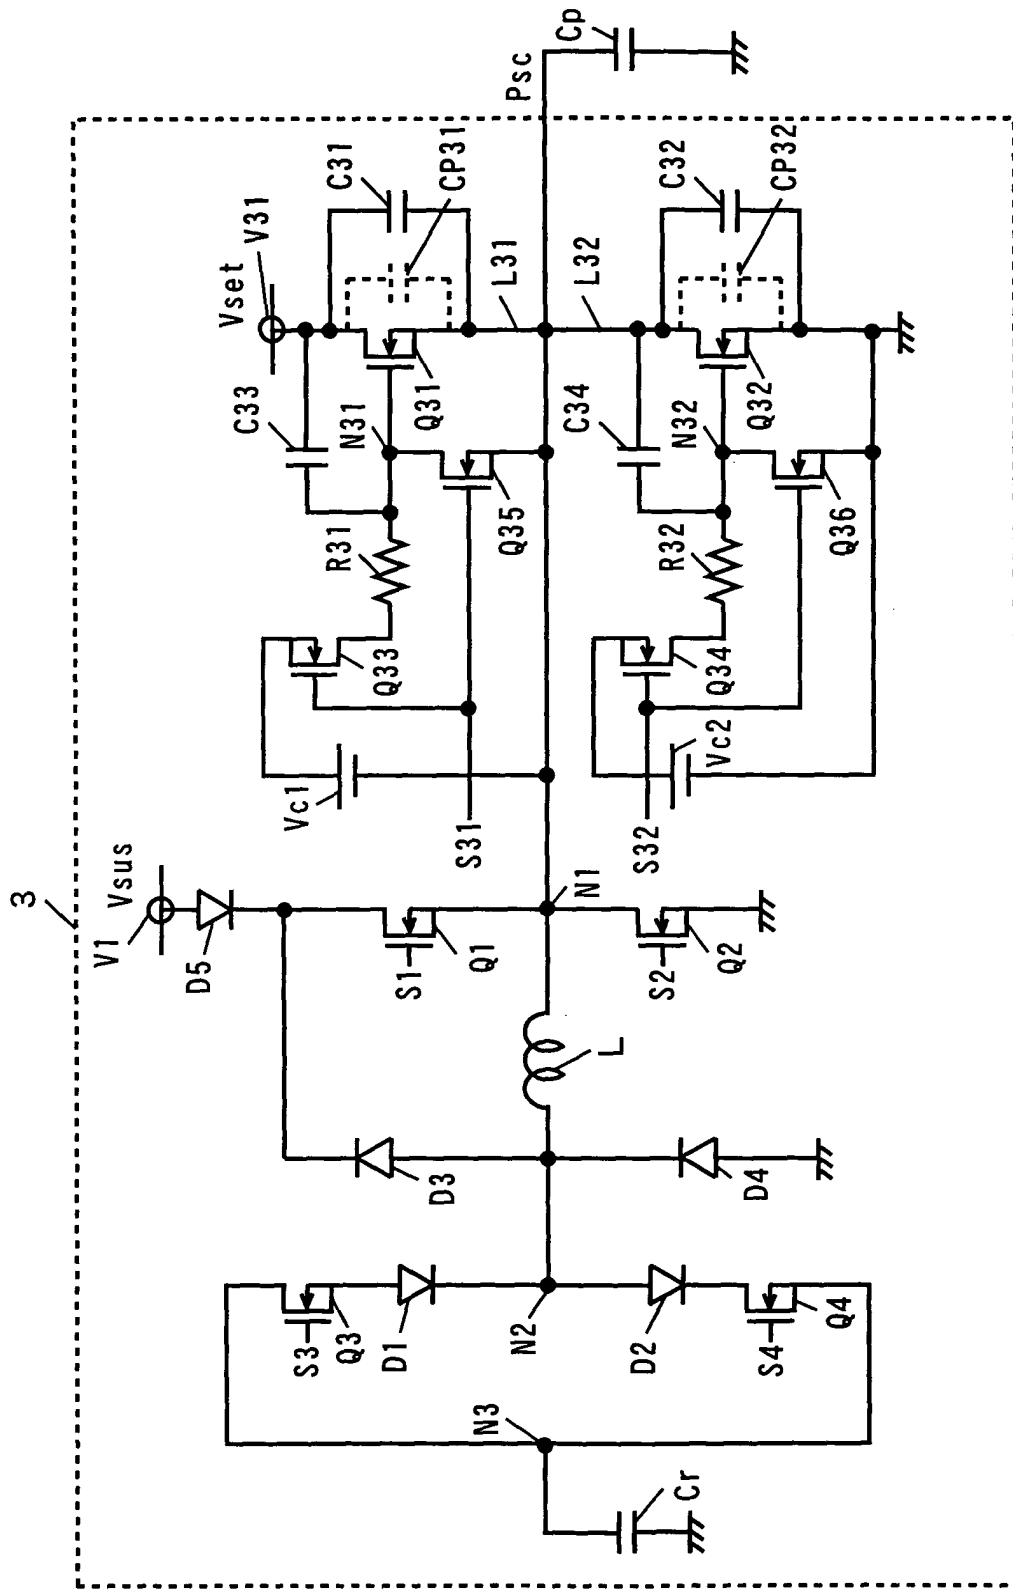 3
V1
Vsus
D5
Vset
V31
C33
C31
CP31
N31
Q31
L31
R31
Q35
Q33
Vc1
S31
Psc
Cp
S1
Q1
N1
L
D3
D4
S2
Q2
S3
Q3
D1
N2
D2
S4
Q4
N3
Cr
L32
C34
C32
CP32
N32
Q32
R32
Q36
Q34
Vc2
S32